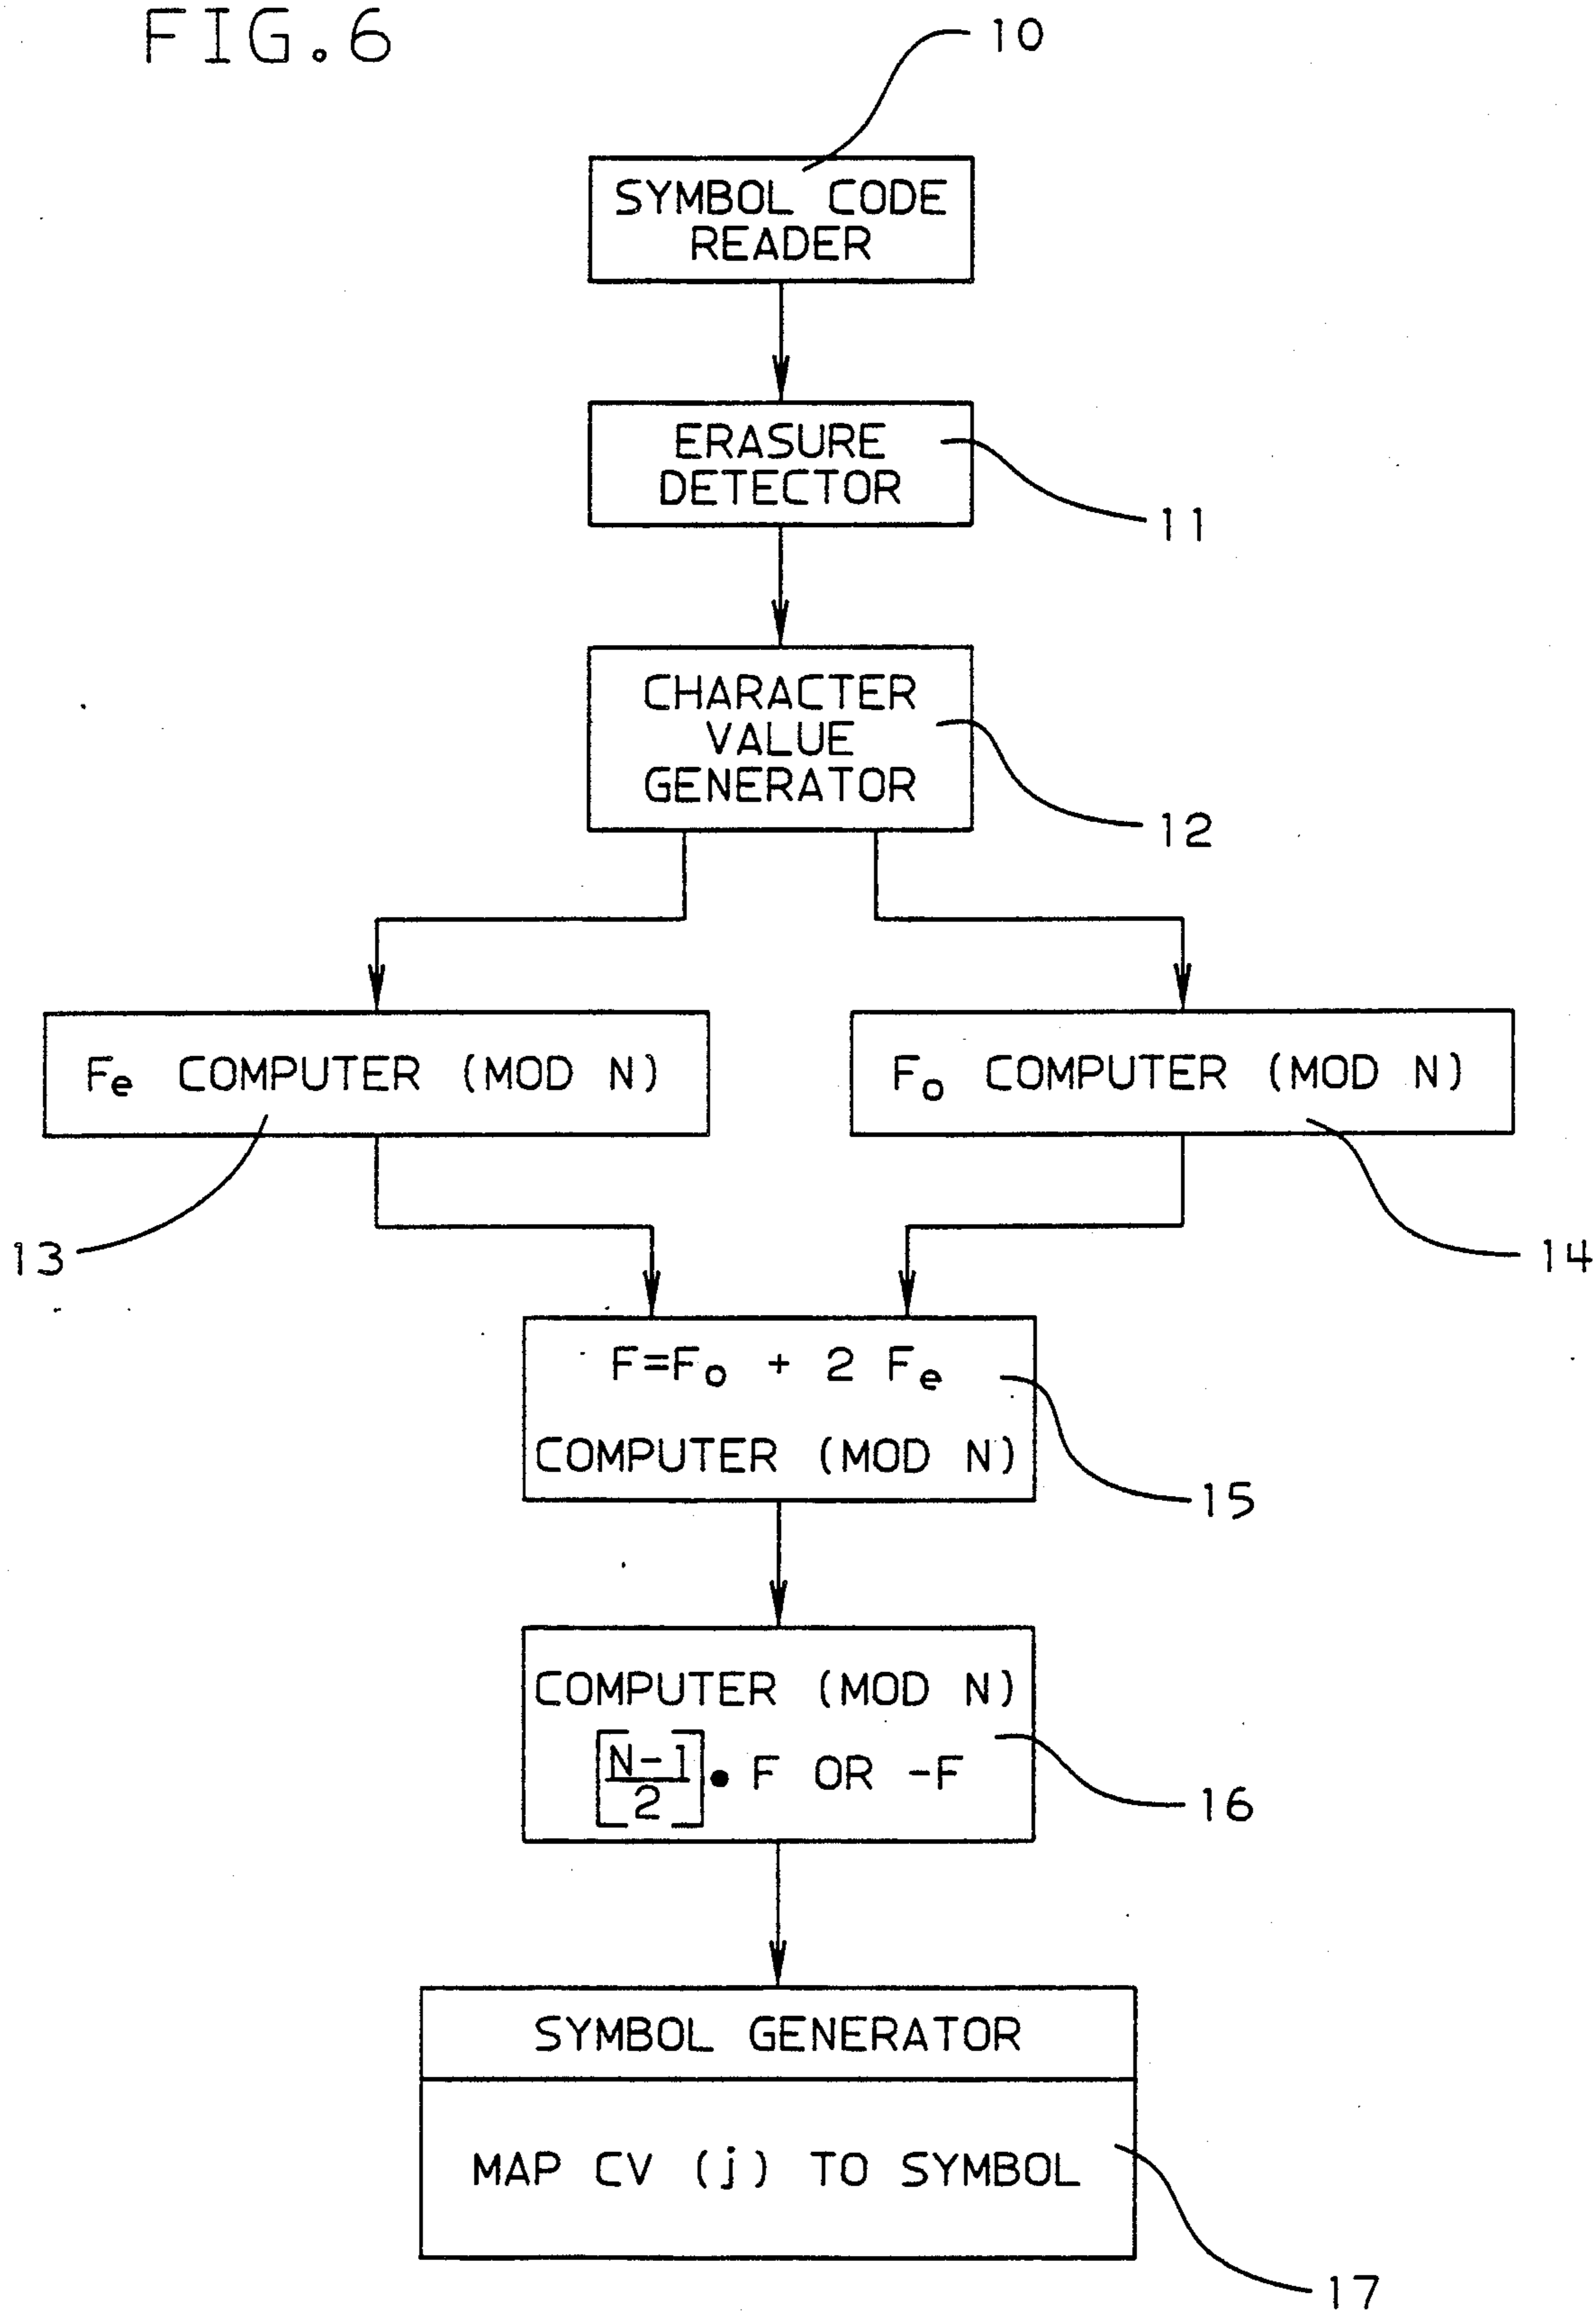 FIG.6
10
SYMBOL CODE
READER
ERASURE
DETECTOR
11
CHARACTER
VALUE
GENERATOR
12
Fe COMPUTER (MOD N)
Fo COMPUTER (MOD N)
13
14
F=Fo + 2 Fe
COMPUTER (MOD N)
15
COMPUTER (MOD N)
[N-1/2]• F OR -F
16
SYMBOL GENERATOR
MAP CV (j) TO SYMBOL
17